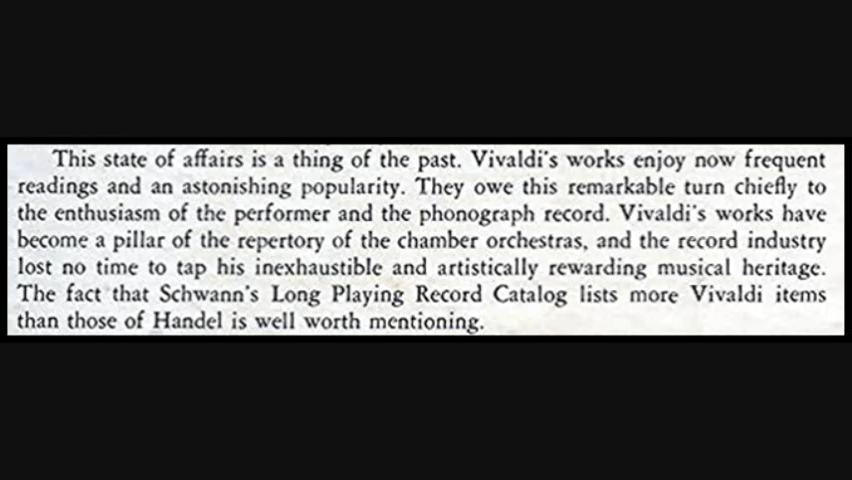 This state of affairs is a thing of the past. Vivaldi's works enjoy now frequent
readings and an astonishing popularity. They owe this remarkable turn chiefly to
the enthusiasm of the performer and the phonograph record. Vivaldi's works have
become a pillar of the repertory of the chamber orchestras, and the record industry
lost no time to tap his inexhaustible and artistically rewarding musical heritage.
The fact that Schwann's Long Playing Record Catalog lists more Vivaldi items
than those of Handel is well worth mentioning.